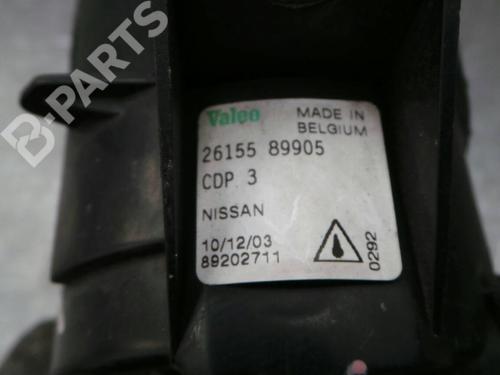 B-PARTS
Valeo
MADE IN
BELGIUM
26155 89905
CDP 3
NISSAN
10/12/03
89202711
0292